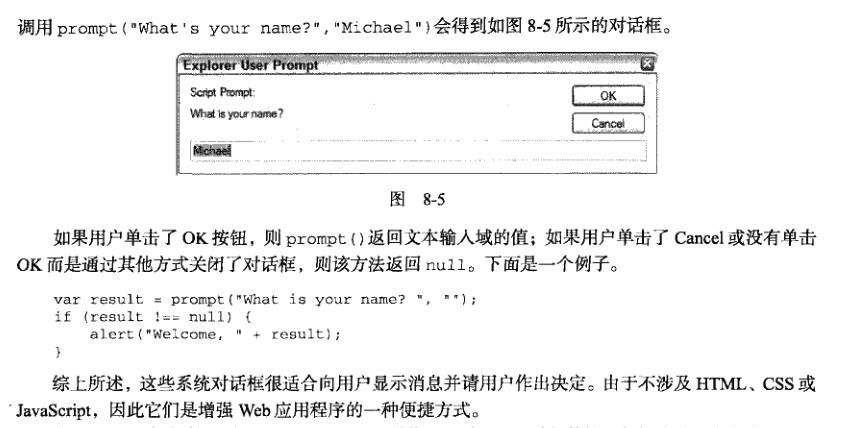 调用prompt("What's your name?","Michael")会得到如图 8-5 所示的对话框。
Explorer User Prompt
Script Prompt:
OK
What is your name?
Cancel
Michael
图 8-5
如果用户单击了 OK 按钮，则 prompt()返回文本输入域的值；如果用户单击了 Cancel 或没有单击
OK 而是通过其他方式关闭了对话框，则该方法返回 null。下面是一个例子。
var result = prompt("What is your name? ", "");
if (result !== null) {
    alert("Welcome, " + result);
}
综上所述，这些系统对话框很适合向用户显示消息并请用户作出决定。由于不涉及 HTML、CSS 或
JavaScript，因此它们是增强 Web 应用程序的一种便捷方式。